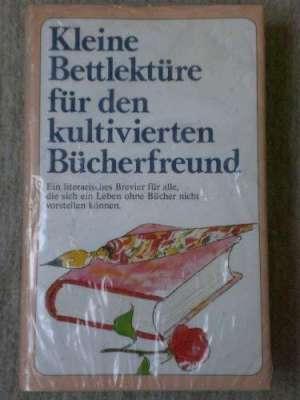 Kleine
Bettlektüre
für den
kultivierten
Bücherfreund
Ein literarisches Brevier für alle,
die sich ein Leben ohne Bücher nicht
vorstellen können.